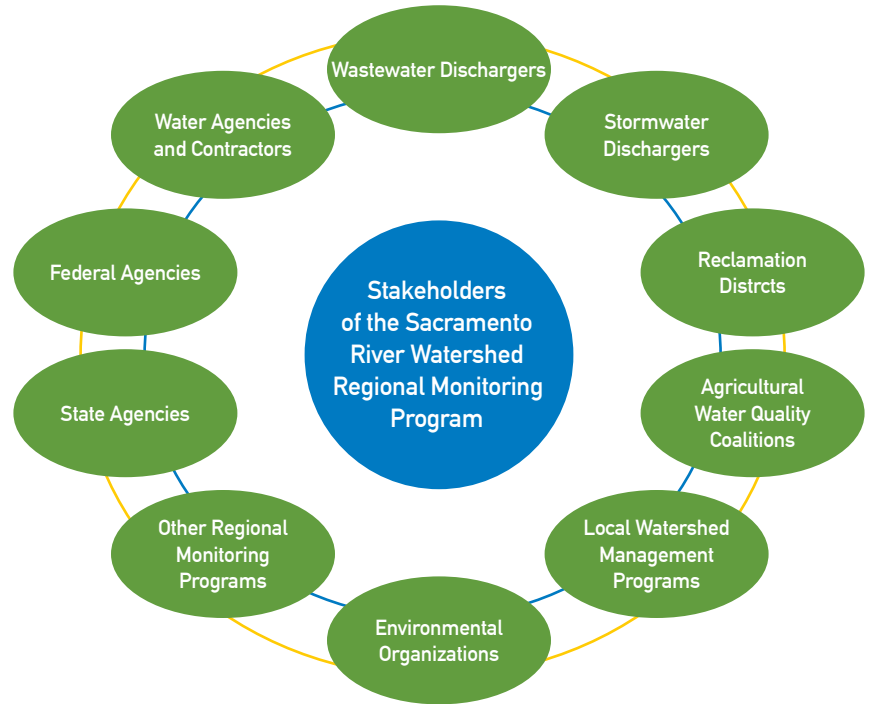 Wastewater Dischargers
Stormwater
Dischargers
Reclamation
Distrcts
Agricultural
Water Quality
Coalitions
Local Watershed
Management
Programs
Environmental
Organizations
Other Regional
Monitoring
Programs
State Agencies
Federal Agencies
Water Agencies
and Contractors
Stakeholders
of the Sacramento
River Watershed
Regional Monitoring
Program